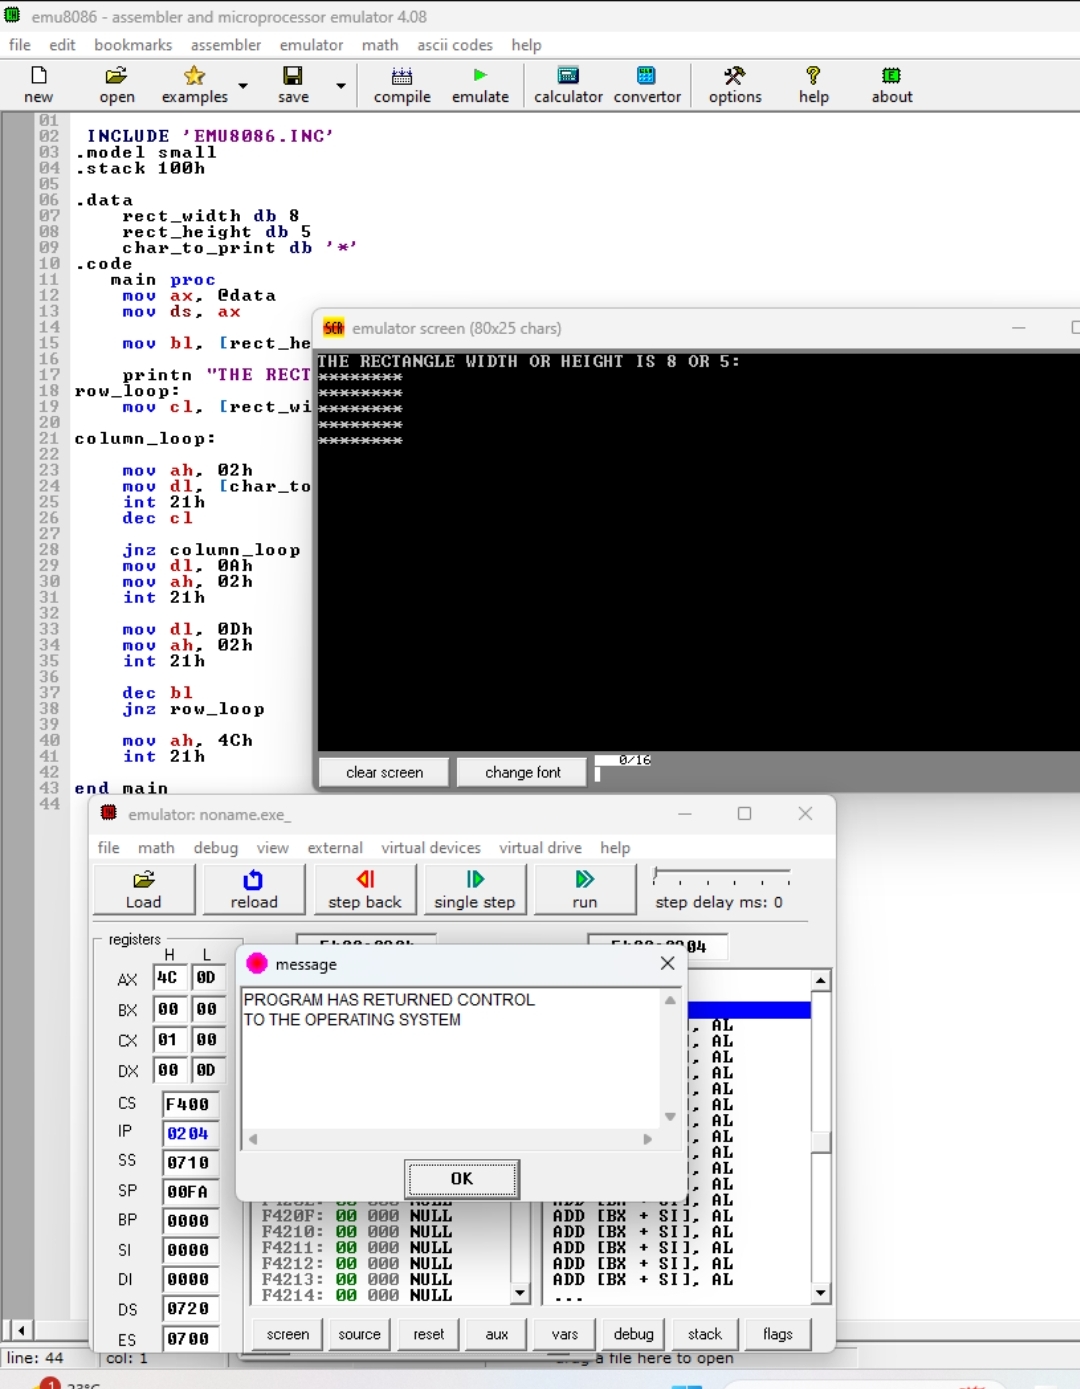 emu8086 - assembler and microprocessor emulator 4.08
file edit bookmarks assembler emulator math ascii codes help
new open examples save compile emulate calculator convertor options help about
01
02 INCLUDE 'EMU8086.INC'
03 .model small
04 .stack 100h
05
06 .data
07 rect_width db 8
08 rect_height db 5
09 char_to_print db '*'
10 .code
11 main proc
12 mov ax, @data
13 mov ds, ax
14
15 mov bl, [rect_he
16
17 printn "THE RECT
18 row_loop:
19 mov cl, [rect_wi
20
21 column_loop:
22
23 mov ah, 02h
24 mov dl, [char_to
25 int 21h
26 dec cl
27
28 jnz column_loop
29 mov dl, 0Ah
30 mov ah, 02h
31 int 21h
32
33 mov dl, 0Dh
34 mov ah, 02h
35 int 21h
36
37 dec bl
38 jnz row_loop
39
40 mov ah, 4Ch
41 int 21h
42
43 end main
44
SCR emulator screen (80x25 chars)
THE RECTANGLE WIDTH OR HEIGHT IS 8 OR 5:
********
********
********
********
********
clear screen change font 0/16
emulator: noname.exe_
file math debug view external virtual devices virtual drive help
Load reload step back single step run step delay ms: 0
registers
H L
AX 4C 0D
BX 00 00
CX 01 00
DX 00 0D
CS F400
IP 0204
SS 0710
SP 00FA
BP 0000
SI 0000
DI 0000
DS 0720
ES 0700
message
PROGRAM HAS RETURNED CONTROL
TO THE OPERATING SYSTEM
OK
, AL
, AL
, AL
, AL
, AL
, AL
, AL
, AL
, AL
, AL
, AL
F420F: 00 000 NULL ADD [BX + SI], AL
F4210: 00 000 NULL ADD [BX + SI], AL
F4211: 00 000 NULL ADD [BX + SI], AL
F4212: 00 000 NULL ADD [BX + SI], AL
F4213: 00 000 NULL ADD [BX + SI], AL
F4214: 00 000 NULL ...
screen source reset aux vars debug stack flags
line: 44 col: 1 drag a file here to open
1 23°C